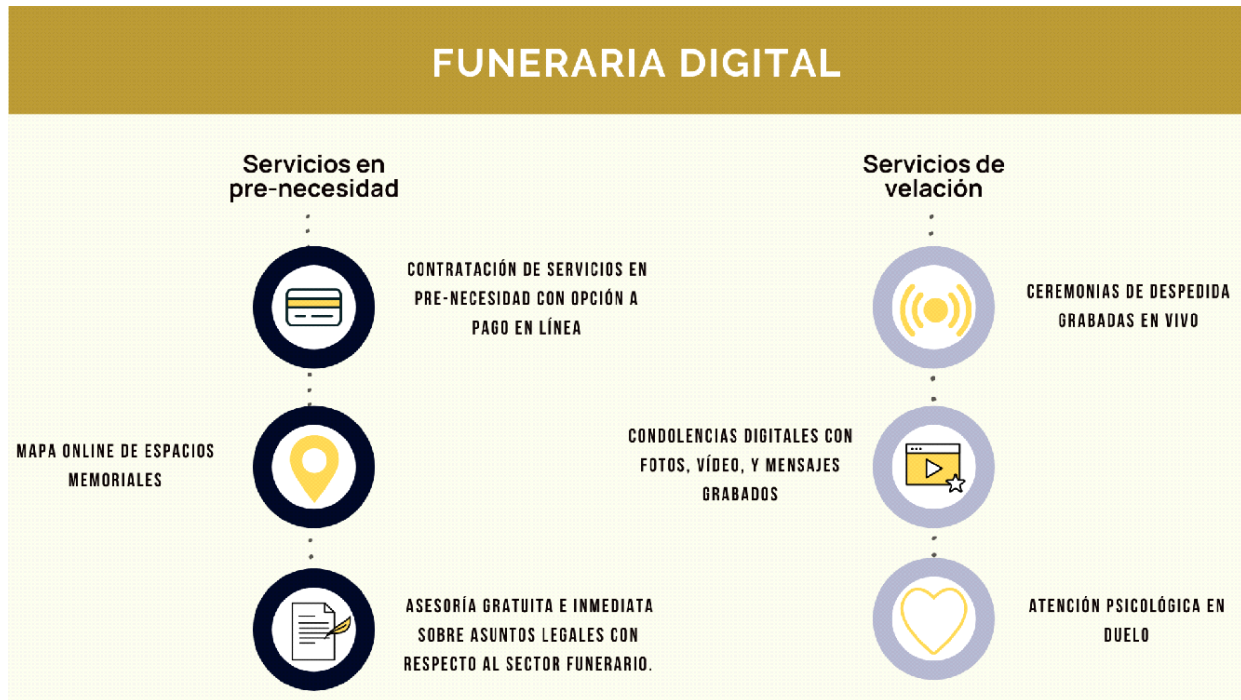 FUNERARIA DIGITAL
Servicios en
pre-necesidad
CONTRATACIÓN DE SERVICIOS EN
PRE-NECESIDAD CON OPCIÓN A
PAGO EN LÍNEA
MAPA ONLINE DE ESPACIOS
MEMORIALES
ASESORÍA GRATUITA E INMEDIATA
SOBRE ASUNTOS LEGALES CON
RESPECTO AL SECTOR FUNERARIO.
Servicios de
velación
CEREMONIAS DE DESPEDIDA
GRABADAS EN VIVO
CONDOLENCIAS DIGITALES CON
FOTOS, VÍDEO, Y MENSAJES
GRABADOS
ATENCIÓN PSICOLÓGICA EN
DUELO